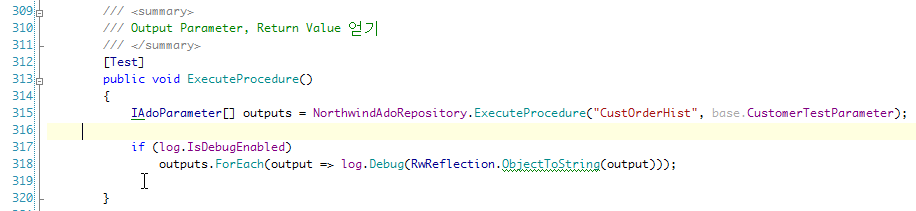 309 /// <summary>
310 /// Output Parameter, Return Value 얻기
311 /// </summary>
312 [Test]
313 public void ExecuteProcedure()
314 {
315 IAdoParameter[] outputs = NorthwindAdoRepository.ExecuteProcedure("CustOrderHist", base.CustomerTestParameter);
316
317 if (log.IsDebugEnabled)
318 outputs.ForEach(output => log.Debug(RwReflection.ObjectToString(output)));
319
320 }